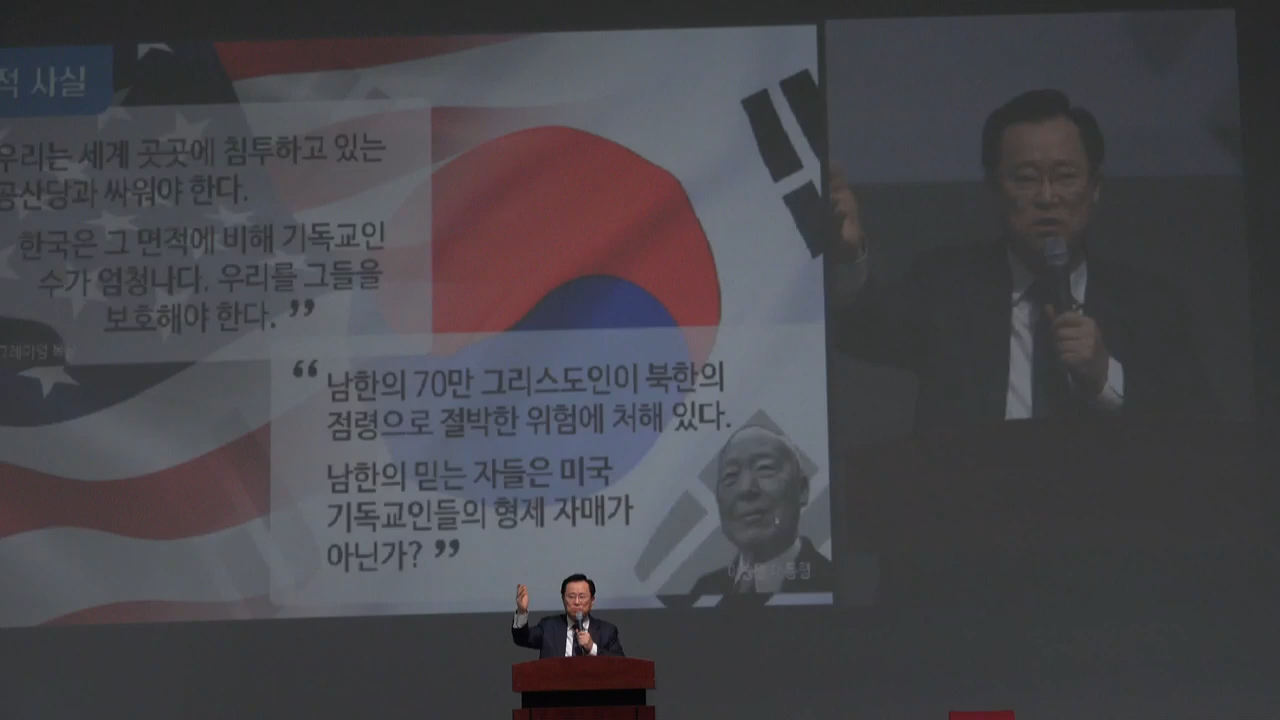 적 사실
우리는 세계 곳곳에 침투하고 있는
공산당과 싸워야 한다.
한국은 그 면적에 비해 기독교인
수가 엄청나다. 우리를 그들을
보호해야 한다. ”
“ 남한의 70만 그리스도인이 북한의
점령으로 절박한 위험에 처해 있다.
남한의 믿는 자들은 미국
기독교인들의 형제 자매가
아닌가? ”